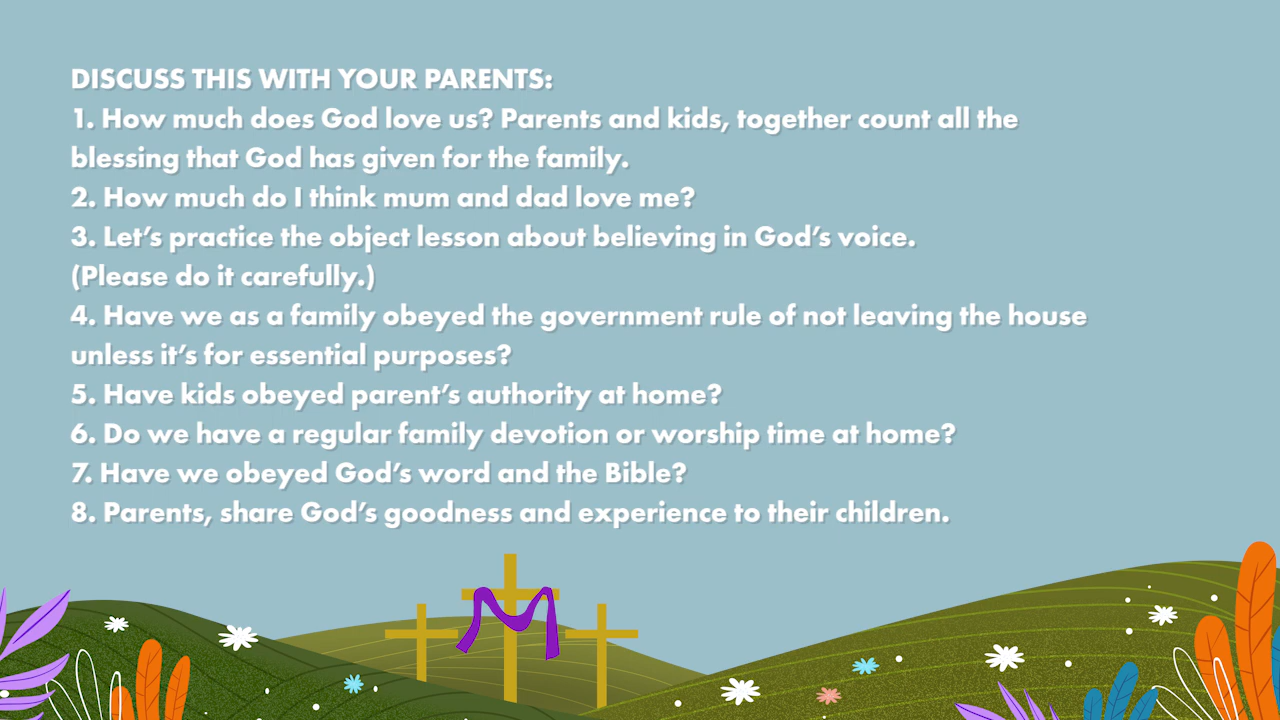 DISCUSS THIS WITH YOUR PARENTS:
1. How much does God love us? Parents and kids, together count all the
blessing that God has given for the family.
2. How much do I think mum and dad love me?
3. Let’s practice the object lesson about believing in God’s voice.
(Please do it carefully.)
4. Have we as a family obeyed the government rule of not leaving the house
unless it’s for essential purposes?
5. Have kids obeyed parent’s authority at home?
6. Do we have a regular family devotion or worship time at home?
7. Have we obeyed God’s word and the Bible?
8. Parents, share God’s goodness and experience to their children.